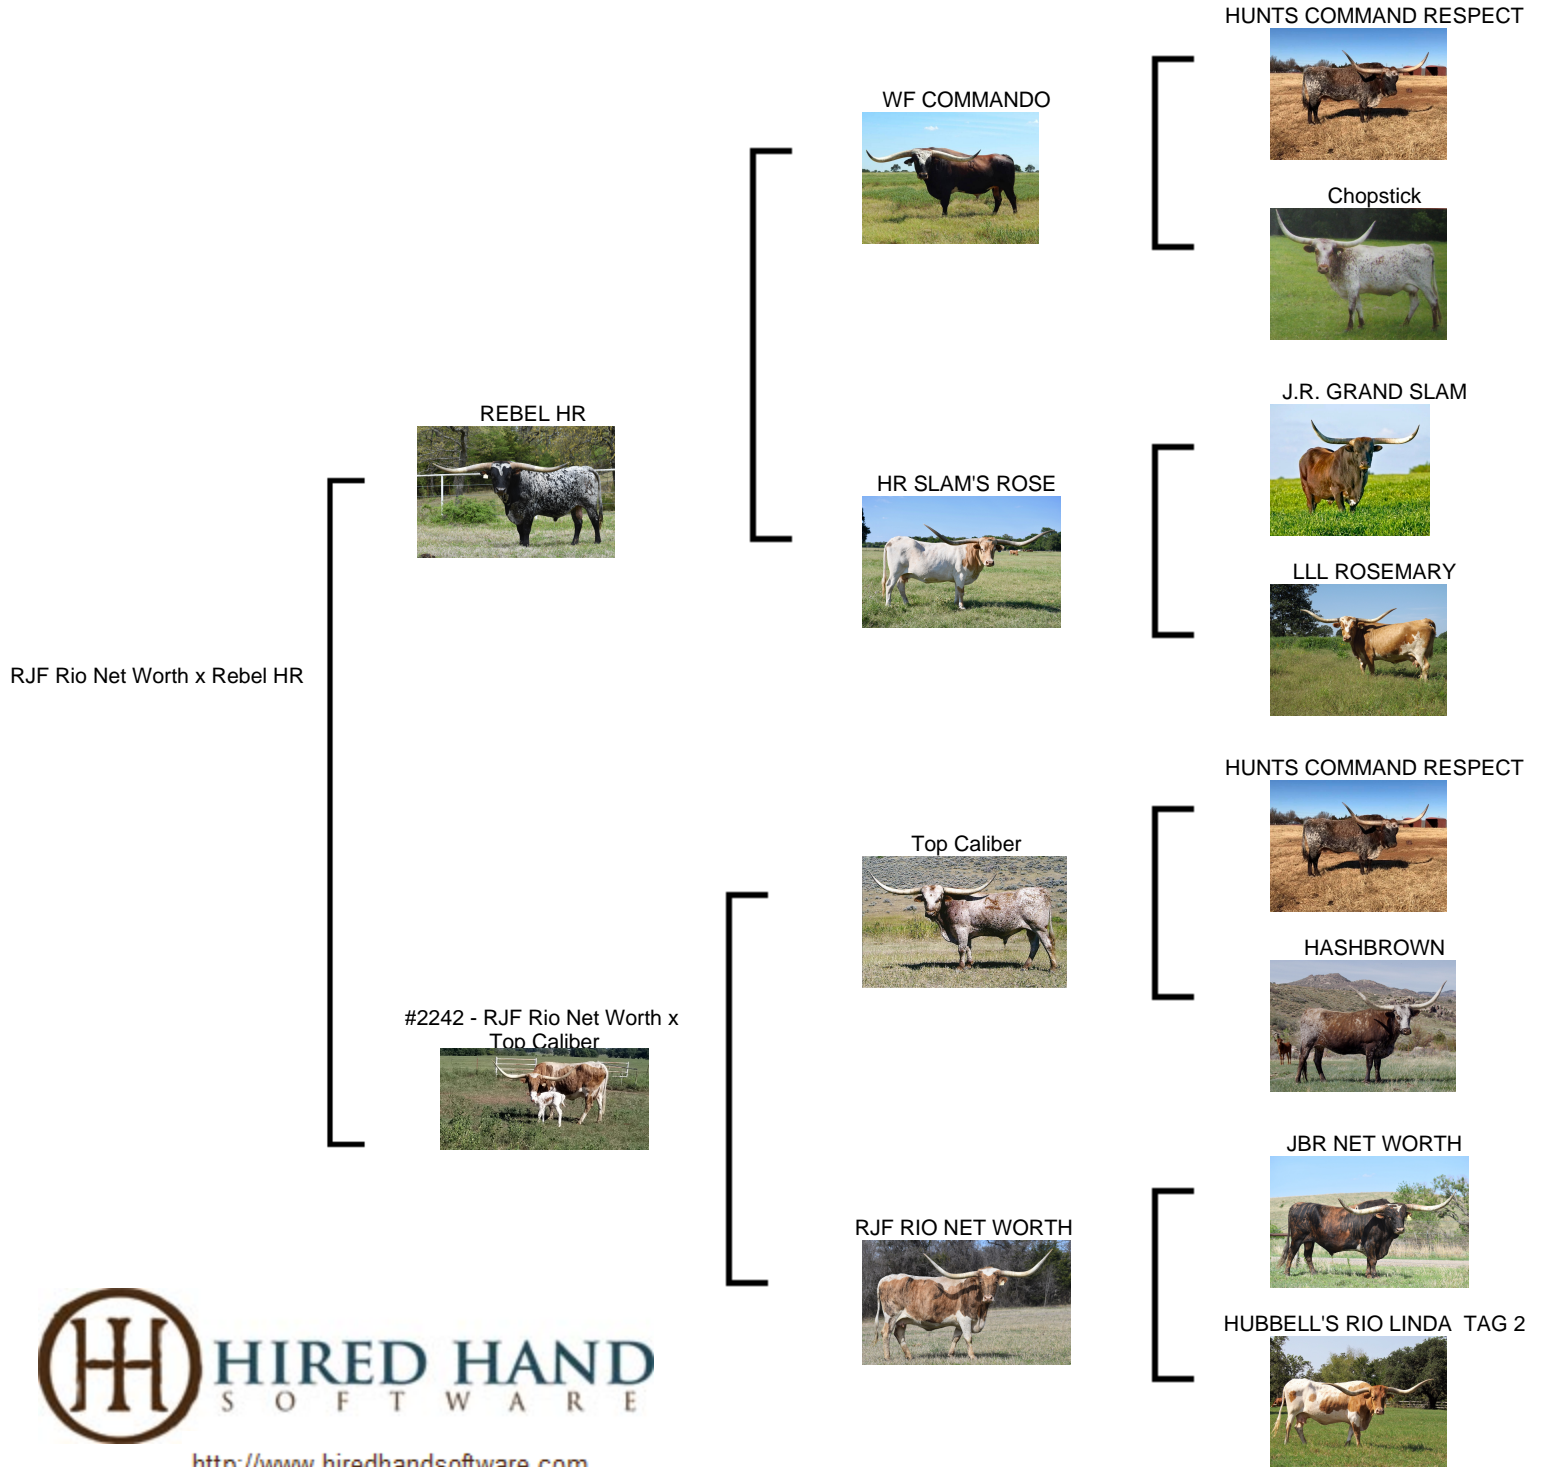 HUNTS COMMAND RESPECT
WF COMMANDO
Chopstick
J.R. GRAND SLAM
REBEL HR
HR SLAM'S ROSE
LLL ROSEMARY
RJF Rio Net Worth x Rebel HR
HUNTS COMMAND RESPECT
Top Caliber
HASHBROWN
#2242 - RJF Rio Net Worth x
Top Caliber
JBR NET WORTH
RJF RIO NET WORTH
HUBBELL'S RIO LINDA TAG 2
HIRED HAND
SOFTWARE
http://www.hiredhandsoftware.com